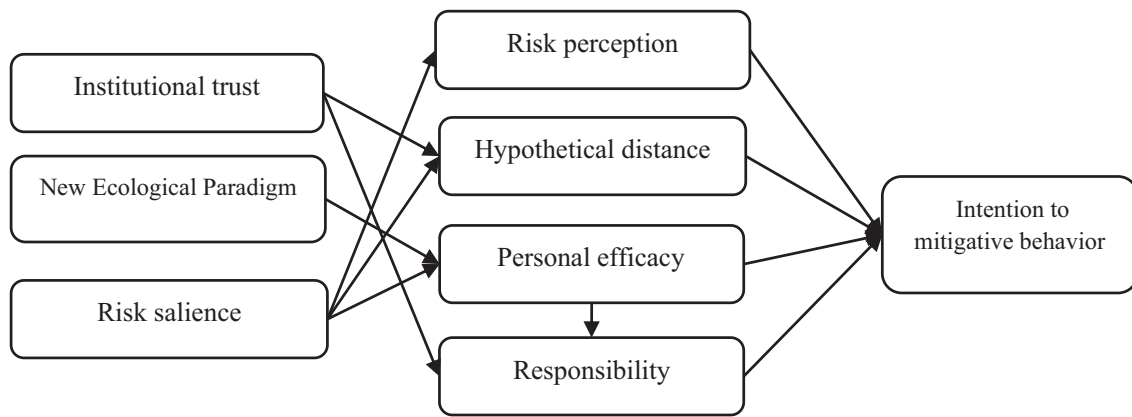 Institutional trust
New Ecological Paradigm
Risk salience
Risk perception
Hypothetical distance
Personal efficacy
Responsibility
Intention to
mitigative behavior